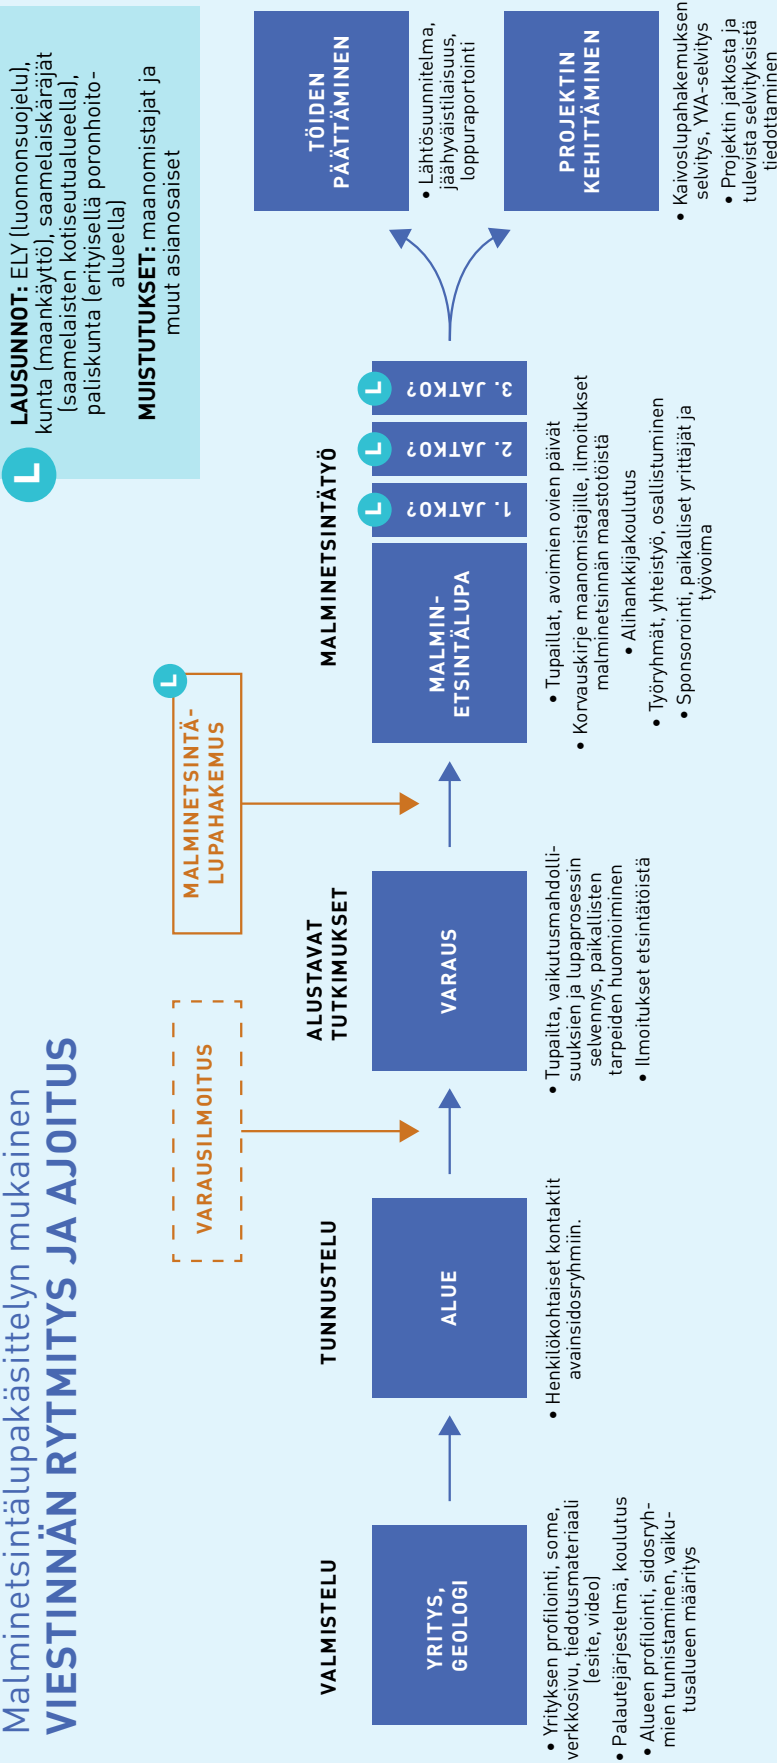 Malminetsintälupakäsittelyn mukainen
VIESTINNÄN RYTMITYS JA AJOITUS
L
LAUSUNNOT: ELY (luonnonsuojelu),
kunta (maankäyttö), saamelaiskäräjät
(saamelaisten kotiseutualueella),
paliskunta (erityisellä poronhoito-
alueella)
MUISTUTUKSET: maanomistajat ja
muut asianosaiset
VARAUSILMOITUS
MALMINETSINTÄ-
LUPAHAKEMUS
L
VALMISTELU
YRITYS,
GEOLOGI
• Yrityksen profilointi, some,
verkkosivu, tiedotusmateriaali
(esite, video)
• Palautejärjestelmä, koulutus
• Alueen profilointi, sidosryh-
mien tunnistaminen, vaiku-
tusalueen määritys
TUNNUSTELU
ALUE
• Henkilökohtaiset kontaktit
avainsidosryhmiin.
ALUSTAVAT
TUTKIMUKSET
VARAUS
• Tupailta, vaikutusmahdolli-
suuksien ja lupaprosessin
selvennys, paikallisten
tarpeiden huomioiminen
• Ilmoitukset etsintätöistä
MALMINETSINTÄTYÖ
MALMIN-
ETSINTÄLUPA
L
1. JATKO?
L
2. JATKO?
L
3. JATKO?
• Tupaillat, avoimien ovien päivät
• Korvauskirje maanomistajille, ilmoitukset
malminetsinnän maastotöistä
• Alihankkijakoulutus
• Työryhmät, yhteistyö, osallistuminen
• Sponsorointi, paikalliset yrittäjät ja
työvoima
TÖIDEN
PÄÄTTÄMINEN
• Lähtösuunnitelma,
jäähyväistilaisuus,
loppuraportointi
PROJEKTIN
KEHITTÄMINEN
• Kaivoslupahakemuksen
selvitys, YVA-selvitys
• Projektin jatkosta ja
tulevista selvityksistä
tiedottaminen